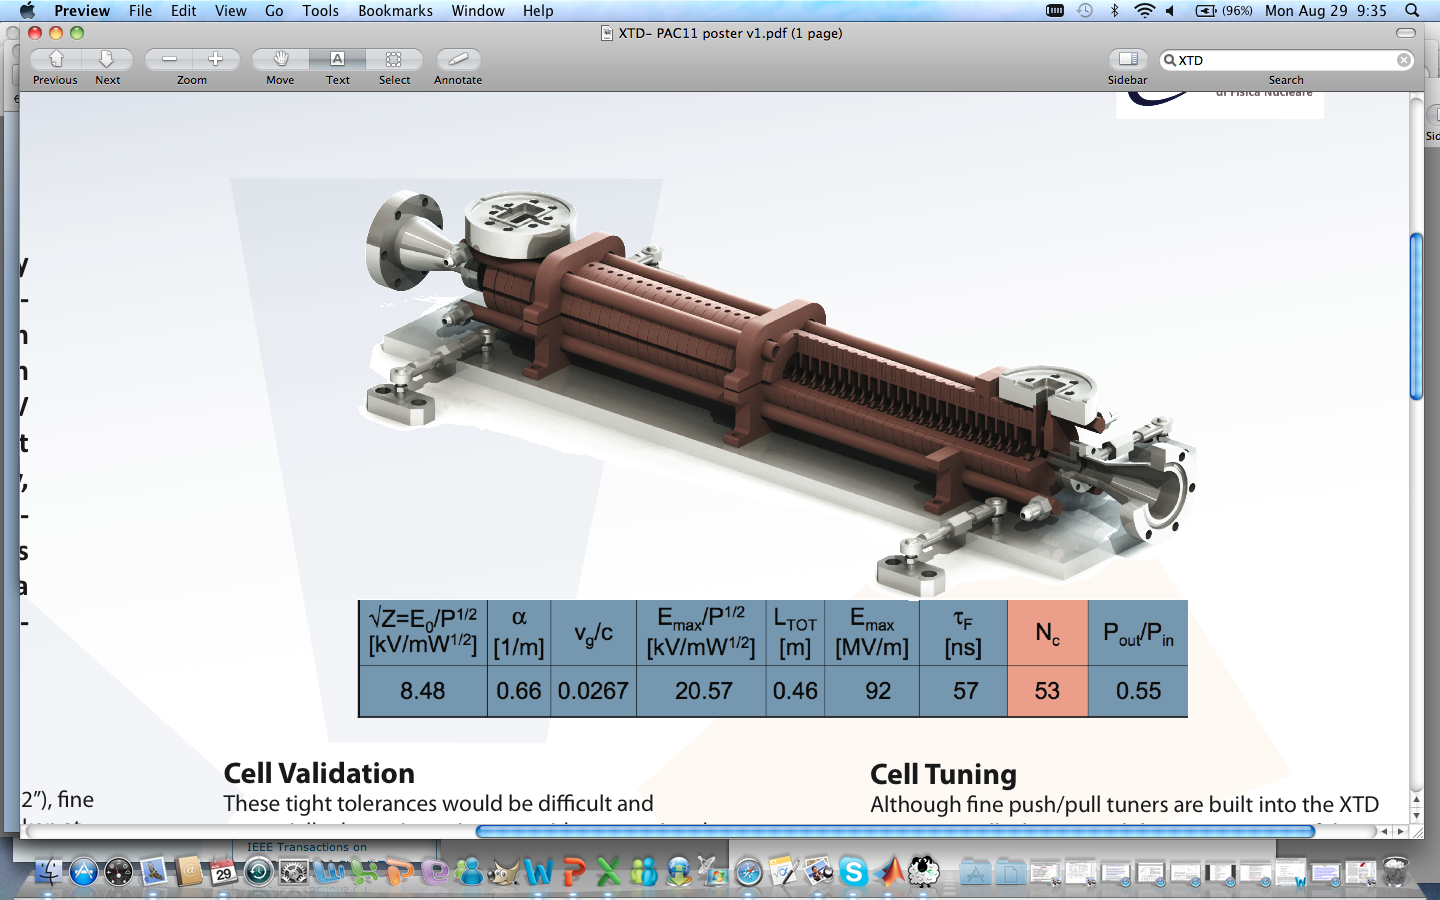 Preview File Edit View Go Tools Bookmarks Window Help (96%) Mon Aug 29 9:35
XTD– PAC11 poster v1.pdf (1 page)
XTD
Previous Next Zoom Move Text Select Annotate Sidebar Search
di Fisica Nucleare
Sid
y
-
n
n
/
t
,
-
s
a
-
√Z=E0/P1/2 [kV/mW1/2] α [1/m] vg/c Emax/P1/2 [kV/mW1/2] LTOT [m] Emax [MV/m] τF [ns] Nc Pout/Pin
8.48 0.66 0.0267 20.57 0.46 92 57 53 0.55
Cell Validation
These tight tolerances would be difficult and
Cell Tuning
Although fine push/pull tuners are built into the XTD
2”), fine
IEEE Transactions on
29